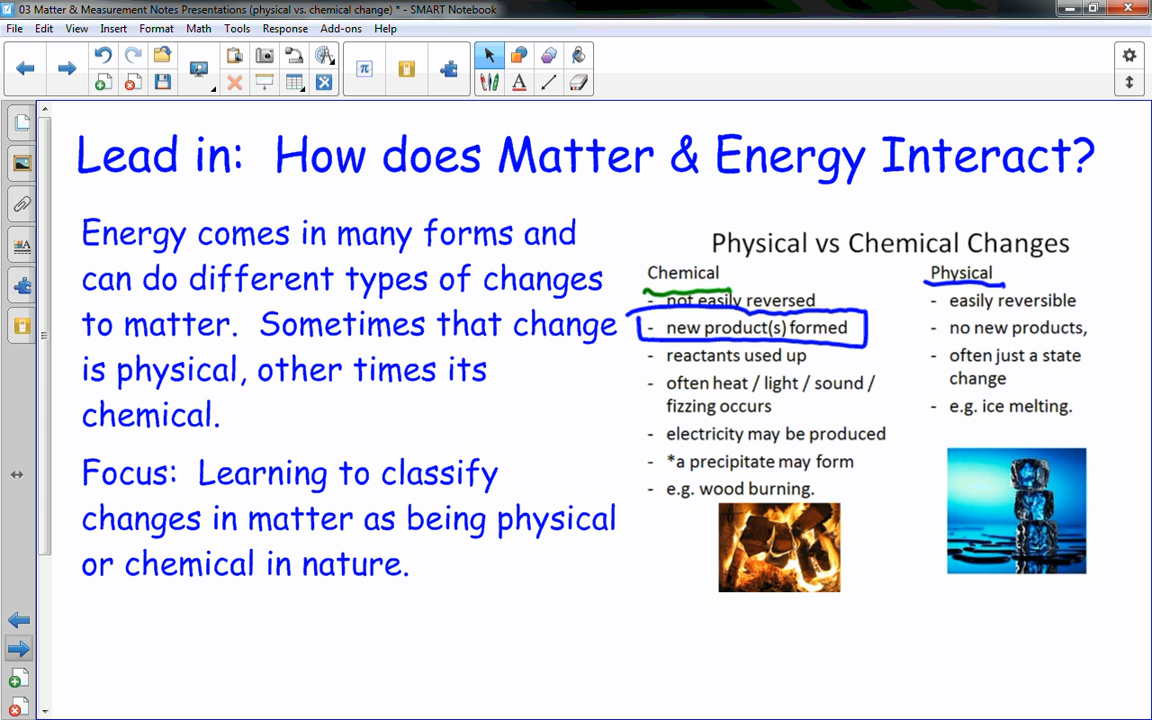 03 Matter & Measurement Notes Presentations (physical vs. chemical change) * - SMART Notebook
File Edit View Insert Format Math Tools Response Add-ons Help
Lead in: How does Matter & Energy Interact?
Energy comes in many forms and
can do different types of changes
to matter. Sometimes that change
is physical, other times its
chemical.
Focus: Learning to classify
changes in matter as being physical
or chemical in nature.
Physical vs Chemical Changes
Chemical
- not easily reversed
- new product(s) formed
- reactants used up
- often heat / light / sound /
fizzing occurs
- electricity may be produced
- *a precipitate may form
- e.g. wood burning.
Physical
- easily reversible
- no new products,
- often just a state
change
- e.g. ice melting.